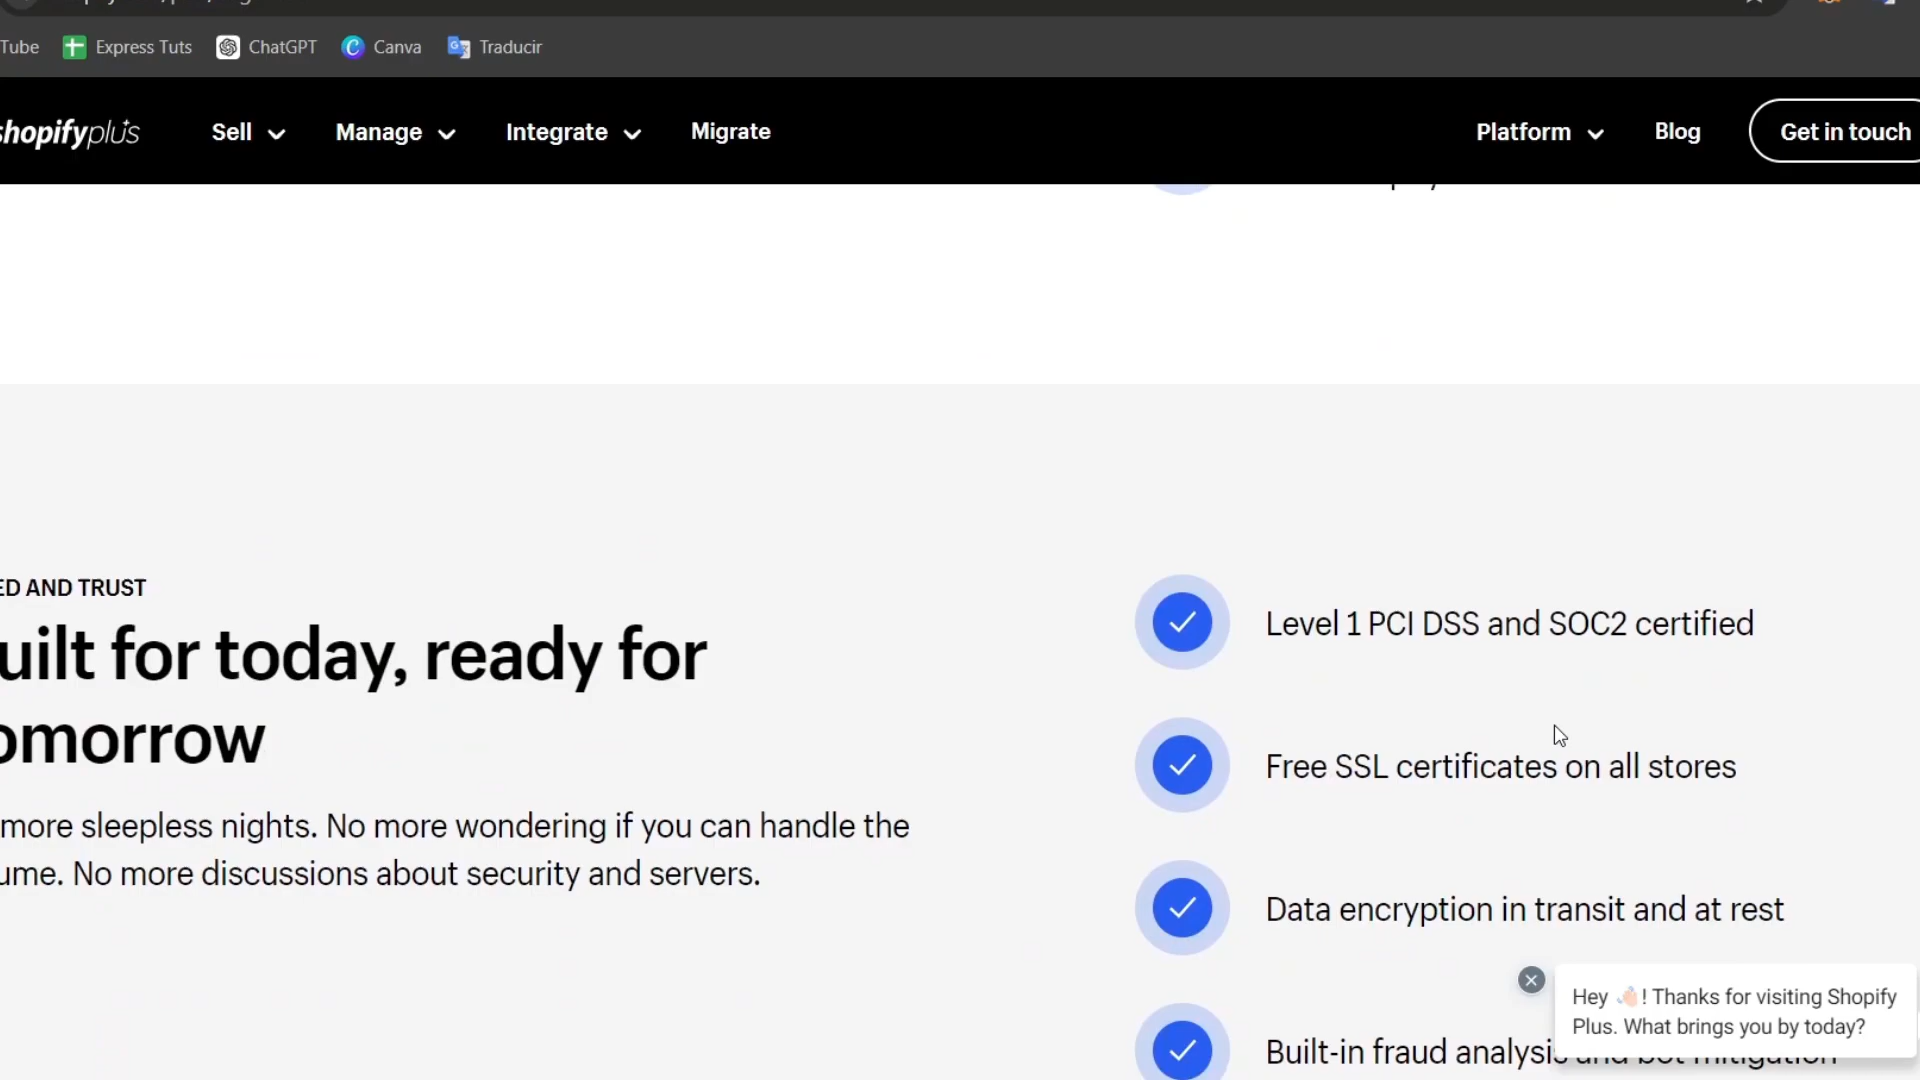 Tube Express Tuts ChatGPT Canva Traducir
shopifyplus Sell Manage Integrate Migrate Platform Blog Get in touch
ED AND TRUST
uilt for today, ready for
omorrow
more sleepless nights. No more wondering if you can handle the
ume. No more discussions about security and servers.
Level 1 PCI DSS and SOC2 certified
Free SSL certificates on all stores
Data encryption in transit and at rest
Built-in fraud analysis and bot mitigation
Hey 👋🏻! Thanks for visiting Shopify
Plus. What brings you by today?